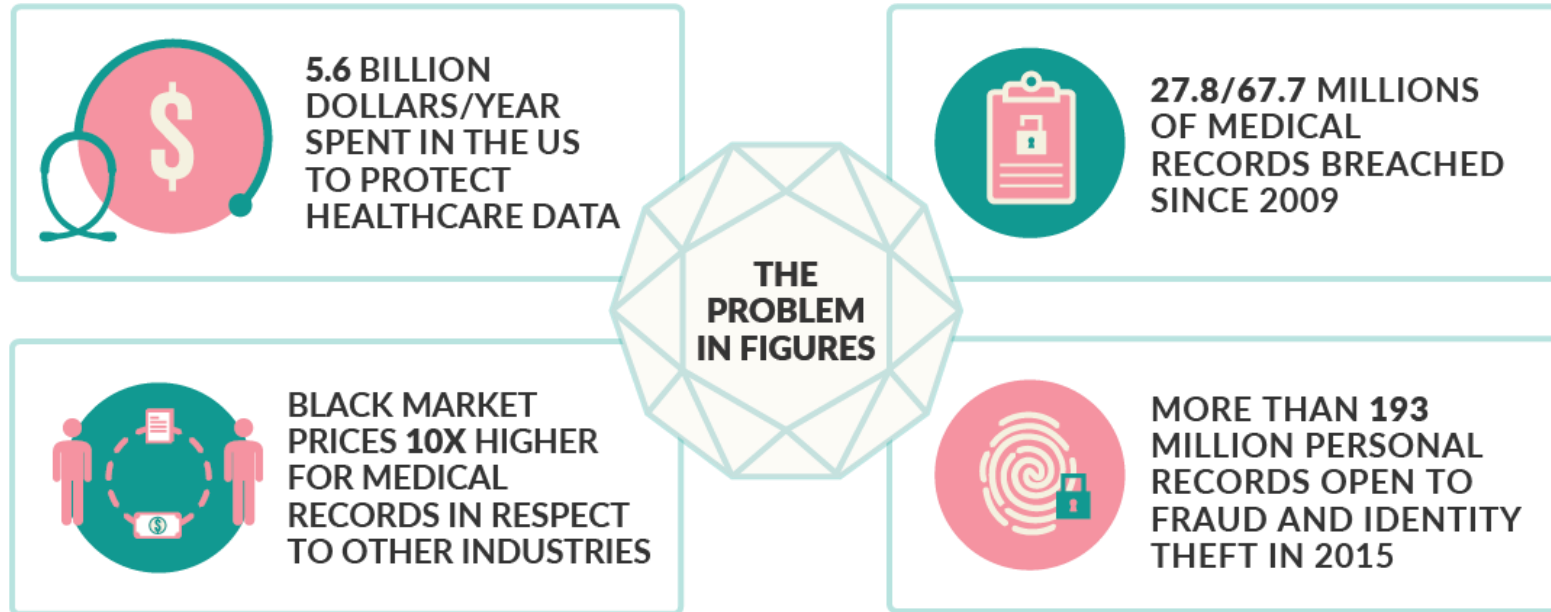 5.6 BILLION
DOLLARS/YEAR
SPENT IN THE US
TO PROTECT
HEALTHCARE DATA
27.8/67.7 MILLIONS
OF MEDICAL
RECORDS BREACHED
SINCE 2009
THE
PROBLEM
IN FIGURES
BLACK MARKET
PRICES 10X HIGHER
FOR MEDICAL
RECORDS IN RESPECT
TO OTHER INDUSTRIES
MORE THAN 193
MILLION PERSONAL
RECORDS OPEN TO
FRAUD AND IDENTITY
THEFT IN 2015